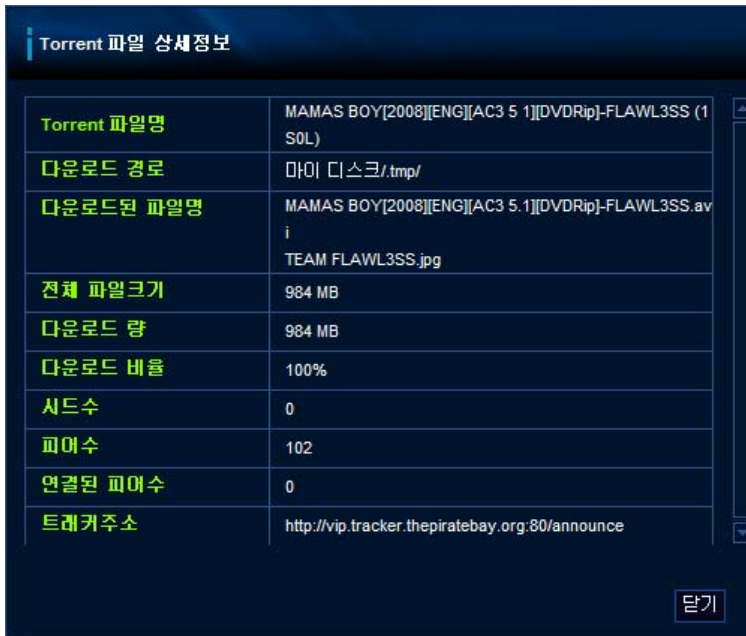 Torrent 파일 상세정보
Torrent 파일명
MAMAS BOY[2008][ENG][AC3 5 1][DVDRip]-FLAWL3SS (1
S0L)
다운로드 경로
마이 디스크/.tmp/
다운로드된 파일명
MAMAS BOY[2008][ENG][AC3 5.1][DVDRip]-FLAWL3SS.av
i
TEAM FLAWL3SS.jpg
전체 파일크기
984 MB
다운로드 량
984 MB
다운로드 비율
100%
시드수
0
피어수
102
연결된 피어수
0
트래커주소
http://vip.tracker.thepiratebay.org:80/announce
닫기